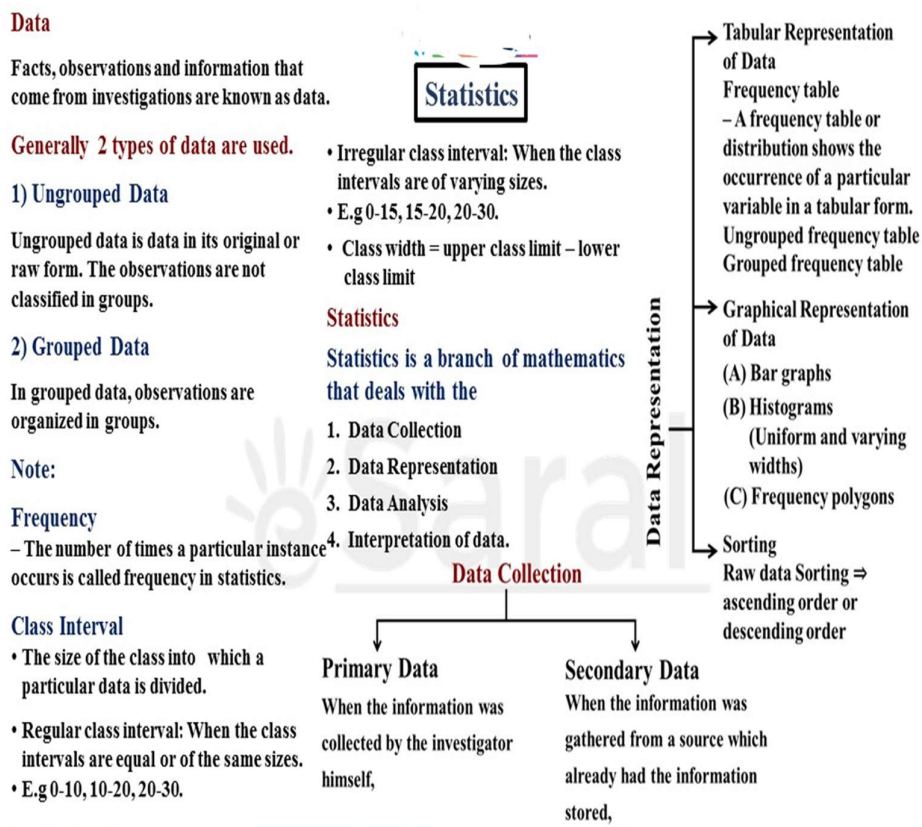 Data
Facts, observations and information that
come from investigations are known as data.
Generally 2 types of data are used.
1) Ungrouped Data
Ungrouped data is data in its original or
raw form. The observations are not
classified in groups.
2) Grouped Data
In grouped data, observations are
organized in groups.
Note:
Frequency
– The number of times a particular instance
occurs is called frequency in statistics.
Class Interval
• The size of the class into which a
particular data is divided.
• Regular class interval: When the class
intervals are equal or of the same sizes.
• E.g 0-10, 10-20, 20-30.
Statistics
• Irregular class interval: When the class
intervals are of varying sizes.
• E.g 0-15, 15-20, 20-30.
• Class width = upper class limit – lower
class limit
Statistics
Statistics is a branch of mathematics
that deals with the
1. Data Collection
2. Data Representation
3. Data Analysis
4. Interpretation of data.
Data Collection
Primary Data
When the information was
collected by the investigator
himself,
Secondary Data
When the information was
gathered from a source which
already had the information
stored,
Data Representation
Tabular Representation
of Data
Frequency table
– A frequency table or
distribution shows the
occurrence of a particular
variable in a tabular form.
Ungrouped frequency table
Grouped frequency table
Graphical Representation
of Data
(A) Bar graphs
(B) Histograms
(Uniform and varying
widths)
(C) Frequency polygons
Sorting
Raw data Sorting ⇒
ascending order or
descending order
eSaral